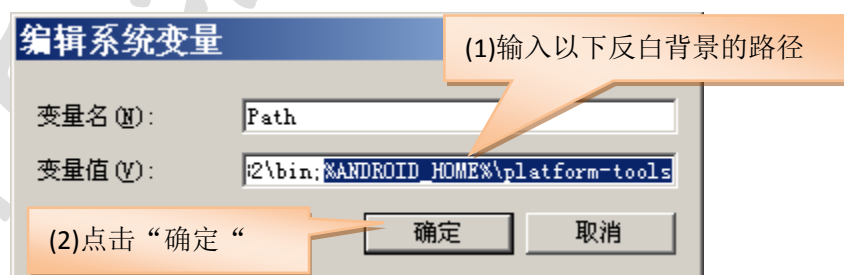 编辑系统变量
(1)输入以下反白背景的路径
变量名(N):
Path
变量值(V):
2\bin;%ANDROID_HOME%\platform-tools
(2)点击“确定“
确定
取消